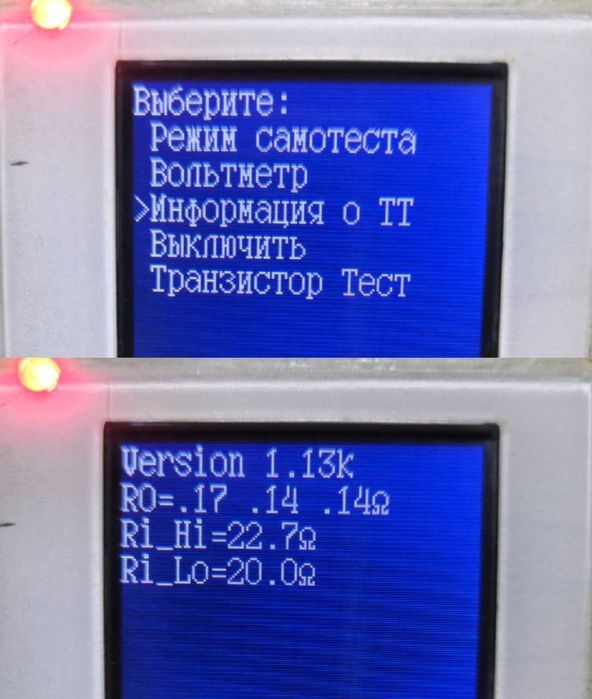 Выберите:
Режим самотеста
Вольтметр
>Информация о ТТ
Выключить
Транзистор Тест
Version 1.13k
R0=.17 .14 .14Ω
Ri_Hi=22.7Ω
Ri_Lo=20.0Ω